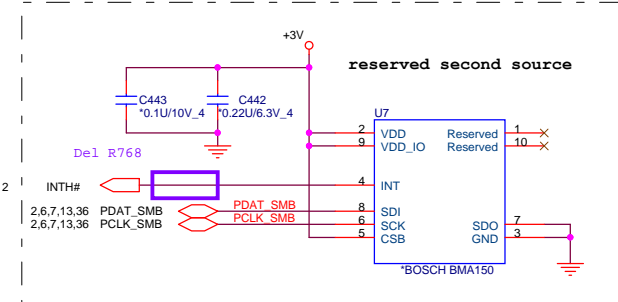 +3V
reserved second source
C443
*0.1U/10V_4
C442
*0.22U/6.3V_4
U7
2 VDD Reserved 1
9 VDD_IO Reserved 10
Del R768
2 INTH# 4 INT
2,6,7,13,36 PDAT_SMB PDAT_SMB 8 SDI
2,6,7,13,36 PCLK_SMB PCLK_SMB 6 SCK SDO 7
5 CSB GND 3
*BOSCH BMA150